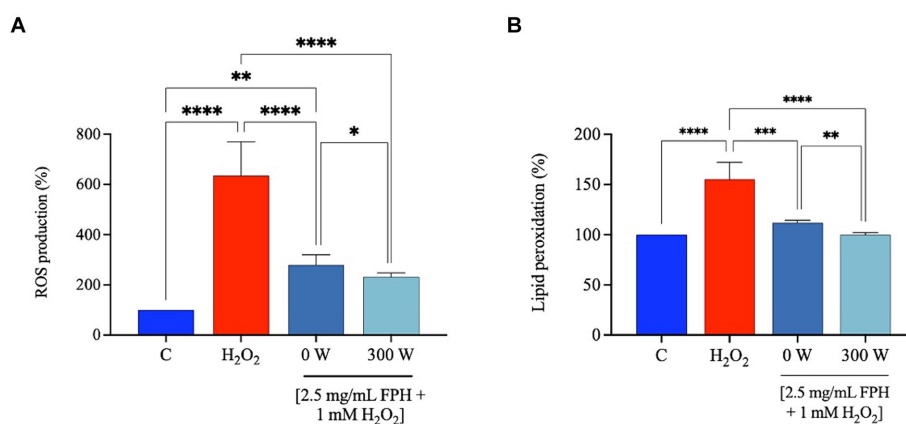 A
****
**
****
****
*
800
600
400
200
0
ROS production (%)
C
H₂O₂
0 W
300 W
[2.5 mg/mL FPH +
1 mM H₂O₂]
B
****
****
***
**
200
150
100
50
0
Lipid peroxidation (%)
C
H₂O₂
0 W
300 W
[2.5 mg/mL FPH
+ 1 mM H₂O₂]